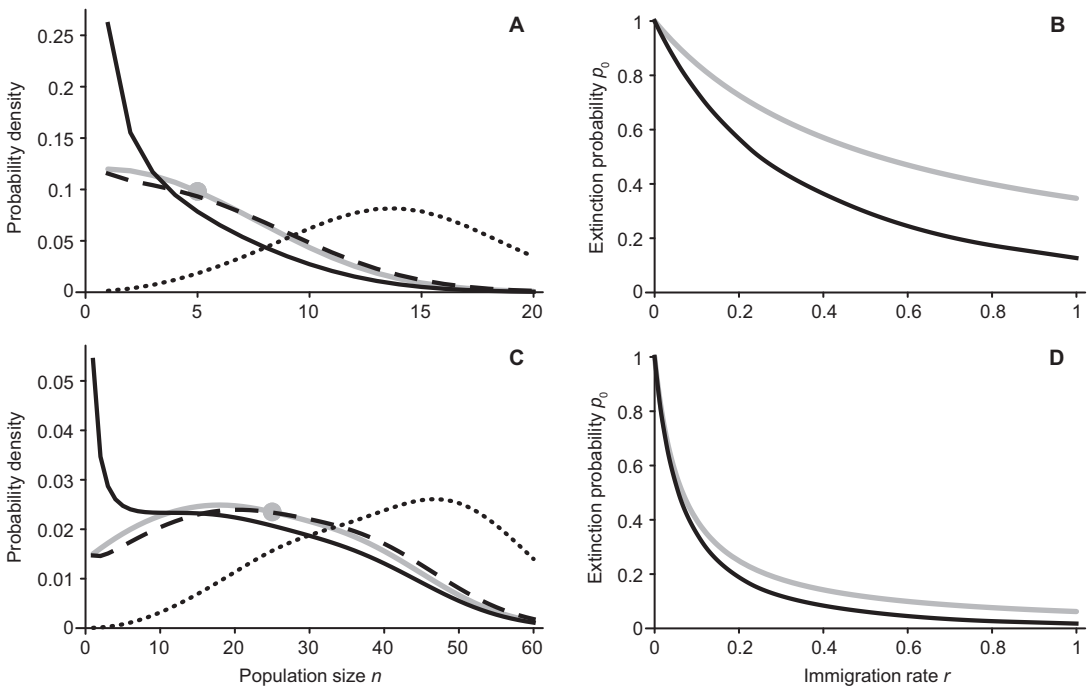 A
Probability density
0.25
0.2
0.15
0.1
0.05
0
0 5 10 15 20
B
Extinction probability p0
1
0.8
0.6
0.4
0.2
0
0 0.2 0.4 0.6 0.8 1
C
Probability density
0.05
0.04
0.03
0.02
0.01
0
0 10 20 30 40 50 60
Population size n
D
Extinction probability p0
1
0.8
0.6
0.4
0.2
0
0 0.2 0.4 0.6 0.8 1
Immigration rate r